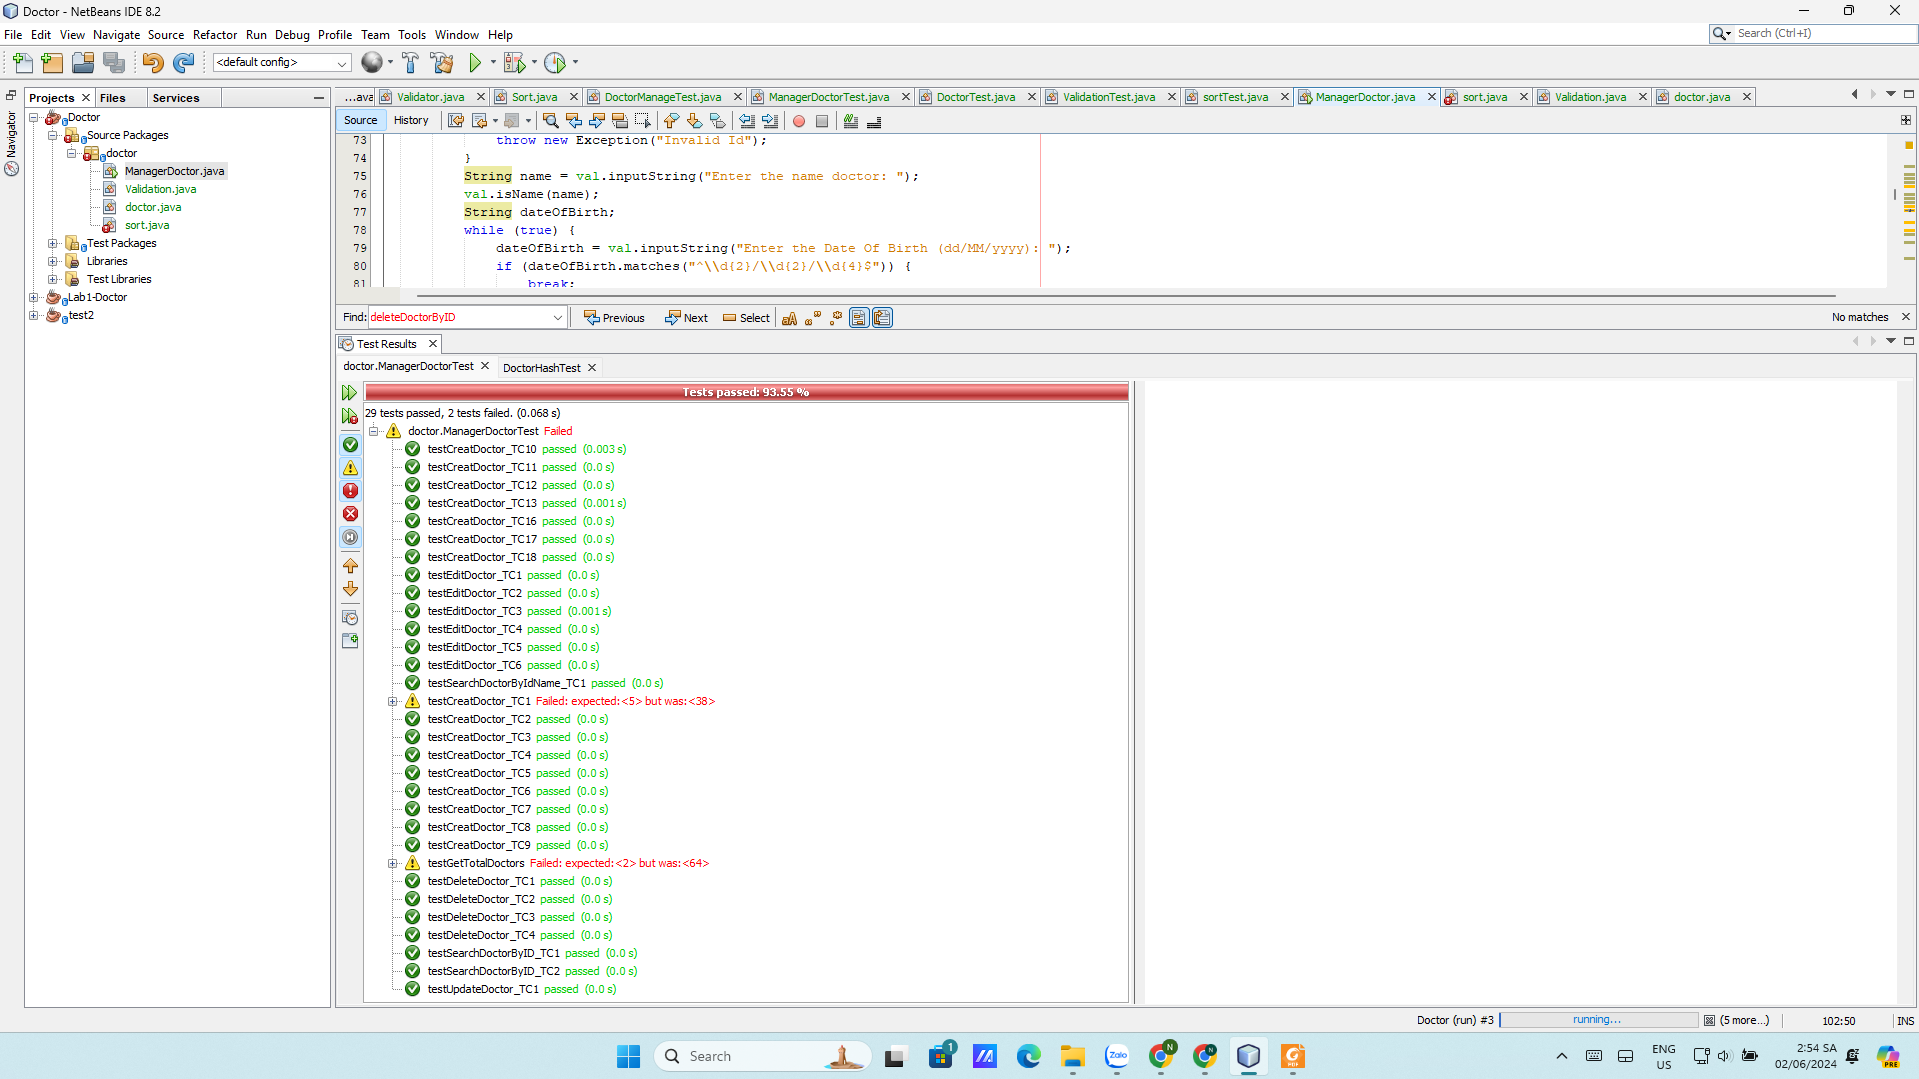 Doctor - NetBeans IDE 8.2
File Edit View Navigate Source Refactor Run Debug Profile Team Tools Window Help
Search (Ctrl+I)
<default config>
Projects Files Services
...ava Validator.java Sort.java DoctorManageTest.java ManagerDoctorTest.java DoctorTest.java ValidationTest.java sortTest.java ManagerDoctor.java sort.java Validation.java doctor.java
Navigator
Doctor
Source Packages
doctor
ManagerDoctor.java
Validation.java
doctor.java
sort.java
Test Packages
Libraries
Test Libraries
Lab1-Doctor
test2
Source History
73 throw new Exception("Invalid Id");
74 }
75 String name = val.inputString("Enter the name doctor: ");
76 val.isName(name);
77 String dateOfBirth;
78 while (true) {
79 dateOfBirth = val.inputString("Enter the Date Of Birth (dd/MM/yyyy): ");
80 if (dateOfBirth.matches("^\\d{2}/\\d{2}/\\d{4}$")) {
81 break;
Find: deleteDoctorByID Previous Next Select No matches
Test Results
doctor.ManagerDoctorTest DoctorHashTest
Tests passed: 93.55 %
29 tests passed, 2 tests failed. (0.068 s)
doctor.ManagerDoctorTest Failed
testCreatDoctor_TC10 passed (0.003 s)
testCreatDoctor_TC11 passed (0.0 s)
testCreatDoctor_TC12 passed (0.0 s)
testCreatDoctor_TC13 passed (0.001 s)
testCreatDoctor_TC16 passed (0.0 s)
testCreatDoctor_TC17 passed (0.0 s)
testCreatDoctor_TC18 passed (0.0 s)
testEditDoctor_TC1 passed (0.0 s)
testEditDoctor_TC2 passed (0.0 s)
testEditDoctor_TC3 passed (0.001 s)
testEditDoctor_TC4 passed (0.0 s)
testEditDoctor_TC5 passed (0.0 s)
testEditDoctor_TC6 passed (0.0 s)
testSearchDoctorByIdName_TC1 passed (0.0 s)
testCreatDoctor_TC1 Failed: expected:<5> but was:<38>
testCreatDoctor_TC2 passed (0.0 s)
testCreatDoctor_TC3 passed (0.0 s)
testCreatDoctor_TC4 passed (0.0 s)
testCreatDoctor_TC5 passed (0.0 s)
testCreatDoctor_TC6 passed (0.0 s)
testCreatDoctor_TC7 passed (0.0 s)
testCreatDoctor_TC8 passed (0.0 s)
testCreatDoctor_TC9 passed (0.0 s)
testGetTotalDoctors Failed: expected:<2> but was:<64>
testDeleteDoctor_TC1 passed (0.0 s)
testDeleteDoctor_TC2 passed (0.0 s)
testDeleteDoctor_TC3 passed (0.0 s)
testDeleteDoctor_TC4 passed (0.0 s)
testSearchDoctorByID_TC1 passed (0.0 s)
testSearchDoctorByID_TC2 passed (0.0 s)
testUpdateDoctor_TC1 passed (0.0 s)
Doctor (run) #3 running... (5 more...) 102:50 INS
Search
1
Zalo
N
N
PDF
ENG
US
2:54 SA
02/06/2024
PRE